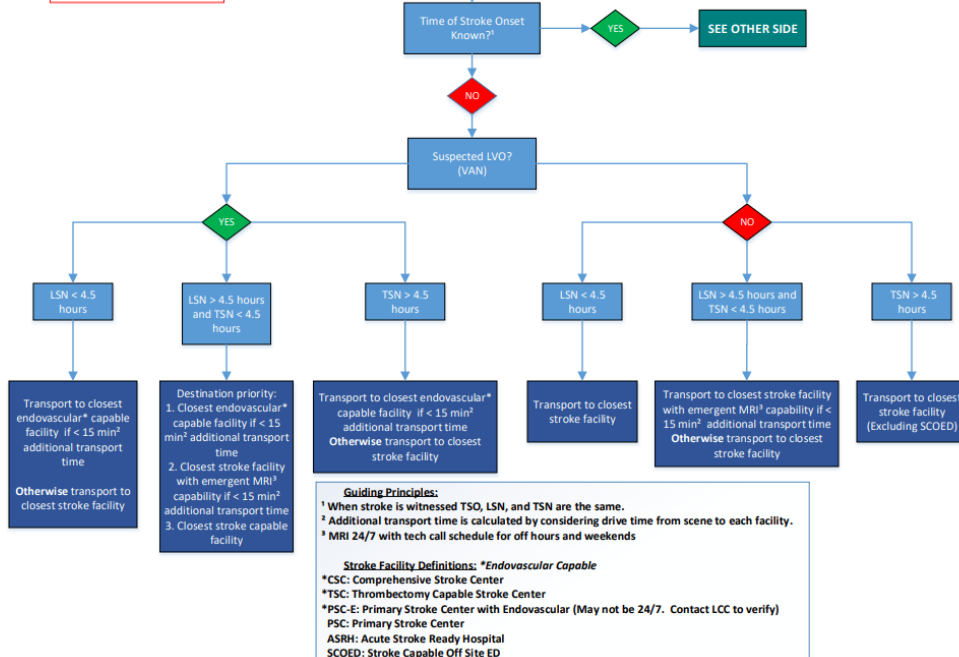 Time of Stroke Onset
Known?¹
YES
SEE OTHER SIDE
NO
Suspected LVO?
(VAN)
YES
NO
LSN < 4.5
hours
LSN > 4.5 hours
and TSN < 4.5
hours
TSN > 4.5
hours
LSN < 4.5
hours
LSN > 4.5 hours and
TSN < 4.5 hours
TSN > 4.5
hours
Transport to closest
endovascular* capable
facility if < 15 min²
additional transport
time
Otherwise transport to
closest stroke facility
Destination priority:
1. Closest endovascular*
capable facility if < 15
min² additional transport
time
2. Closest stroke facility
with emergent MRI³
capability if < 15 min²
additional transport time
3. Closest stroke capable
facility
Transport to closest endovascular*
capable facility if < 15 min²
additional transport time
Otherwise transport to closest
stroke facility
Transport to closest
stroke facility
Transport to closest stroke facility
with emergent MRI³ capability if <
15 min² additional transport time
Otherwise transport to closest
stroke facility
Transport to closest
stroke facility
(Excluding SCOED)
Guiding Principles:
¹ When stroke is witnessed TSO, LSN, and TSN are the same.
² Additional transport time is calculated by considering drive time from scene to each facility.
³ MRI 24/7 with tech call schedule for off hours and weekends
Stroke Facility Definitions: *Endovascular Capable
*CSC: Comprehensive Stroke Center
*TSC: Thrombectomy Capable Stroke Center
*PSC-E: Primary Stroke Center with Endovascular (May not be 24/7. Contact LCC to verify)
PSC: Primary Stroke Center
ASRH: Acute Stroke Ready Hospital
SCOED: Stroke Capable Off Site ED